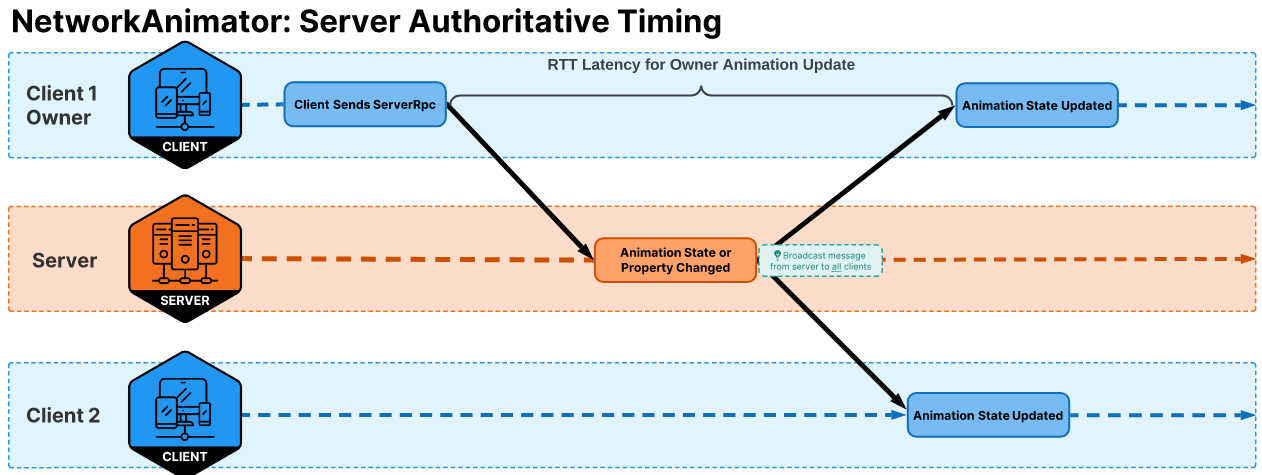 NetworkAnimator: Server Authoritative Timing
RTT Latency for Owner Animation Update
Client 1
Owner
CLIENT
Client Sends ServerRpc
Animation State Updated
Server
SERVER
Animation State or
Property Changed
Broadcast message
from server to all clients
Client 2
CLIENT
Animation State Updated